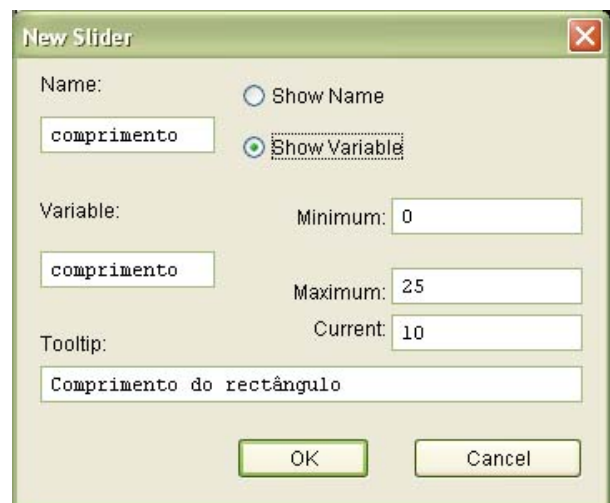 New Slider
Name:
Show Name
comprimento
Show Variable
Variable:
Minimum: 0
comprimento
Maximum: 25
Current: 10
Tooltip:
Comprimento do rectângulo
OK
Cancel